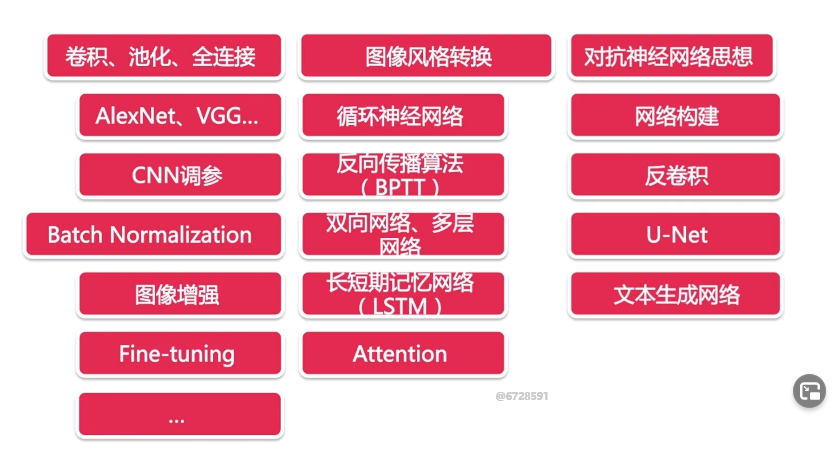 卷积、池化、全连接
AlexNet、VGG...
CNN调参
Batch Normalization
图像增强
Fine-tuning
...
图像风格转换
循环神经网络
反向传播算法
（BPTT）
双向网络、多层
网络
长短期记忆网络
（LSTM）
Attention
对抗神经网络思想
网络构建
反卷积
U-Net
文本生成网络
@6728591